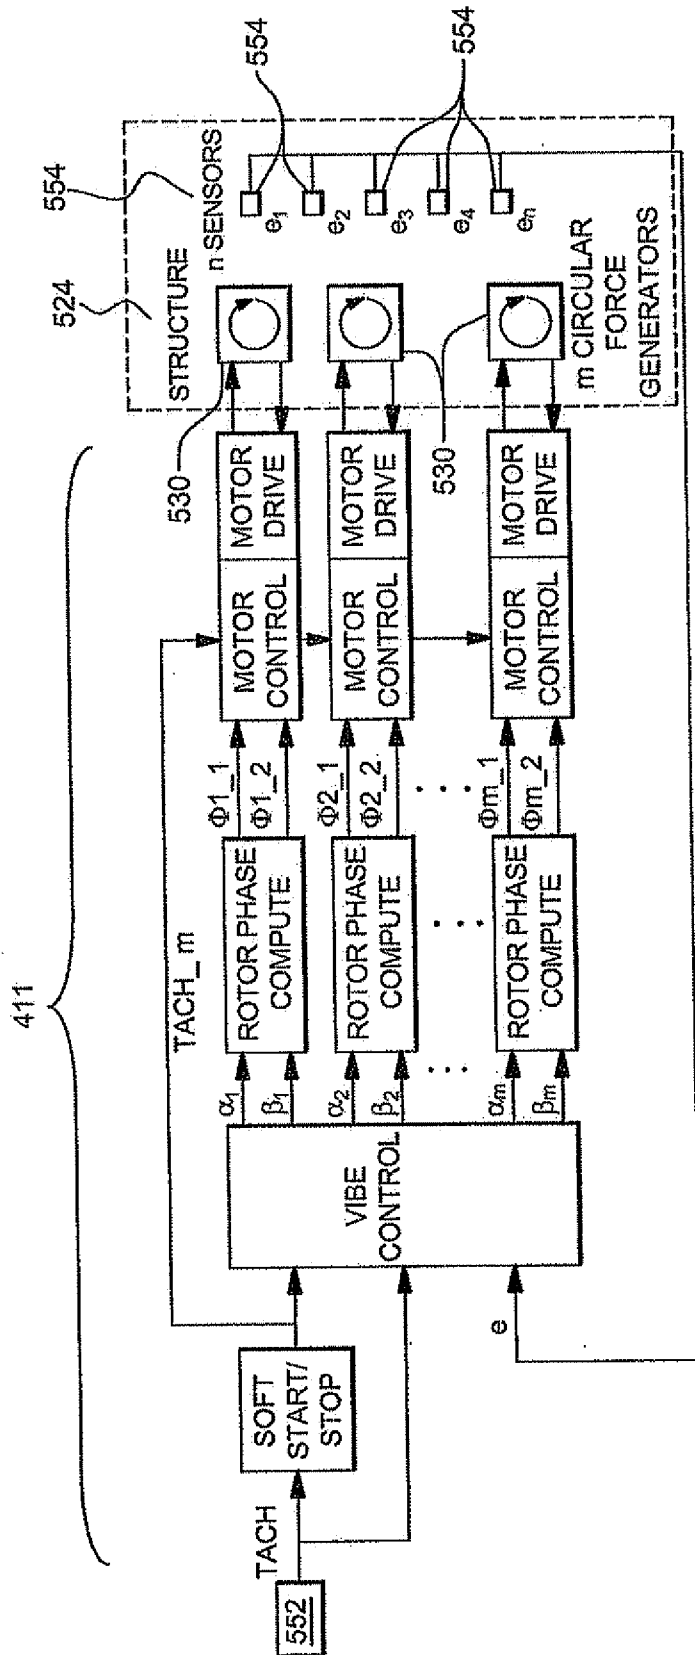 411
552
TACH
SOFT
START/
STOP
TACH_m
e
VIBE
CONTROL
α1
β1
α2
β2
. . .
αm
βm
ROTOR PHASE
COMPUTE
ROTOR PHASE
COMPUTE
. . .
ROTOR PHASE
COMPUTE
Φ1_1
Φ1_2
Φ2_1
Φ2_2
. . .
Φm_1
Φm_2
MOTOR
CONTROL
MOTOR
DRIVE
MOTOR
CONTROL
MOTOR
DRIVE
MOTOR
CONTROL
MOTOR
DRIVE
530
530
524
STRUCTURE
554
n SENSORS
554
554
e1
e2
e3
e4
en
m CIRCULAR
FORCE
GENERATORS